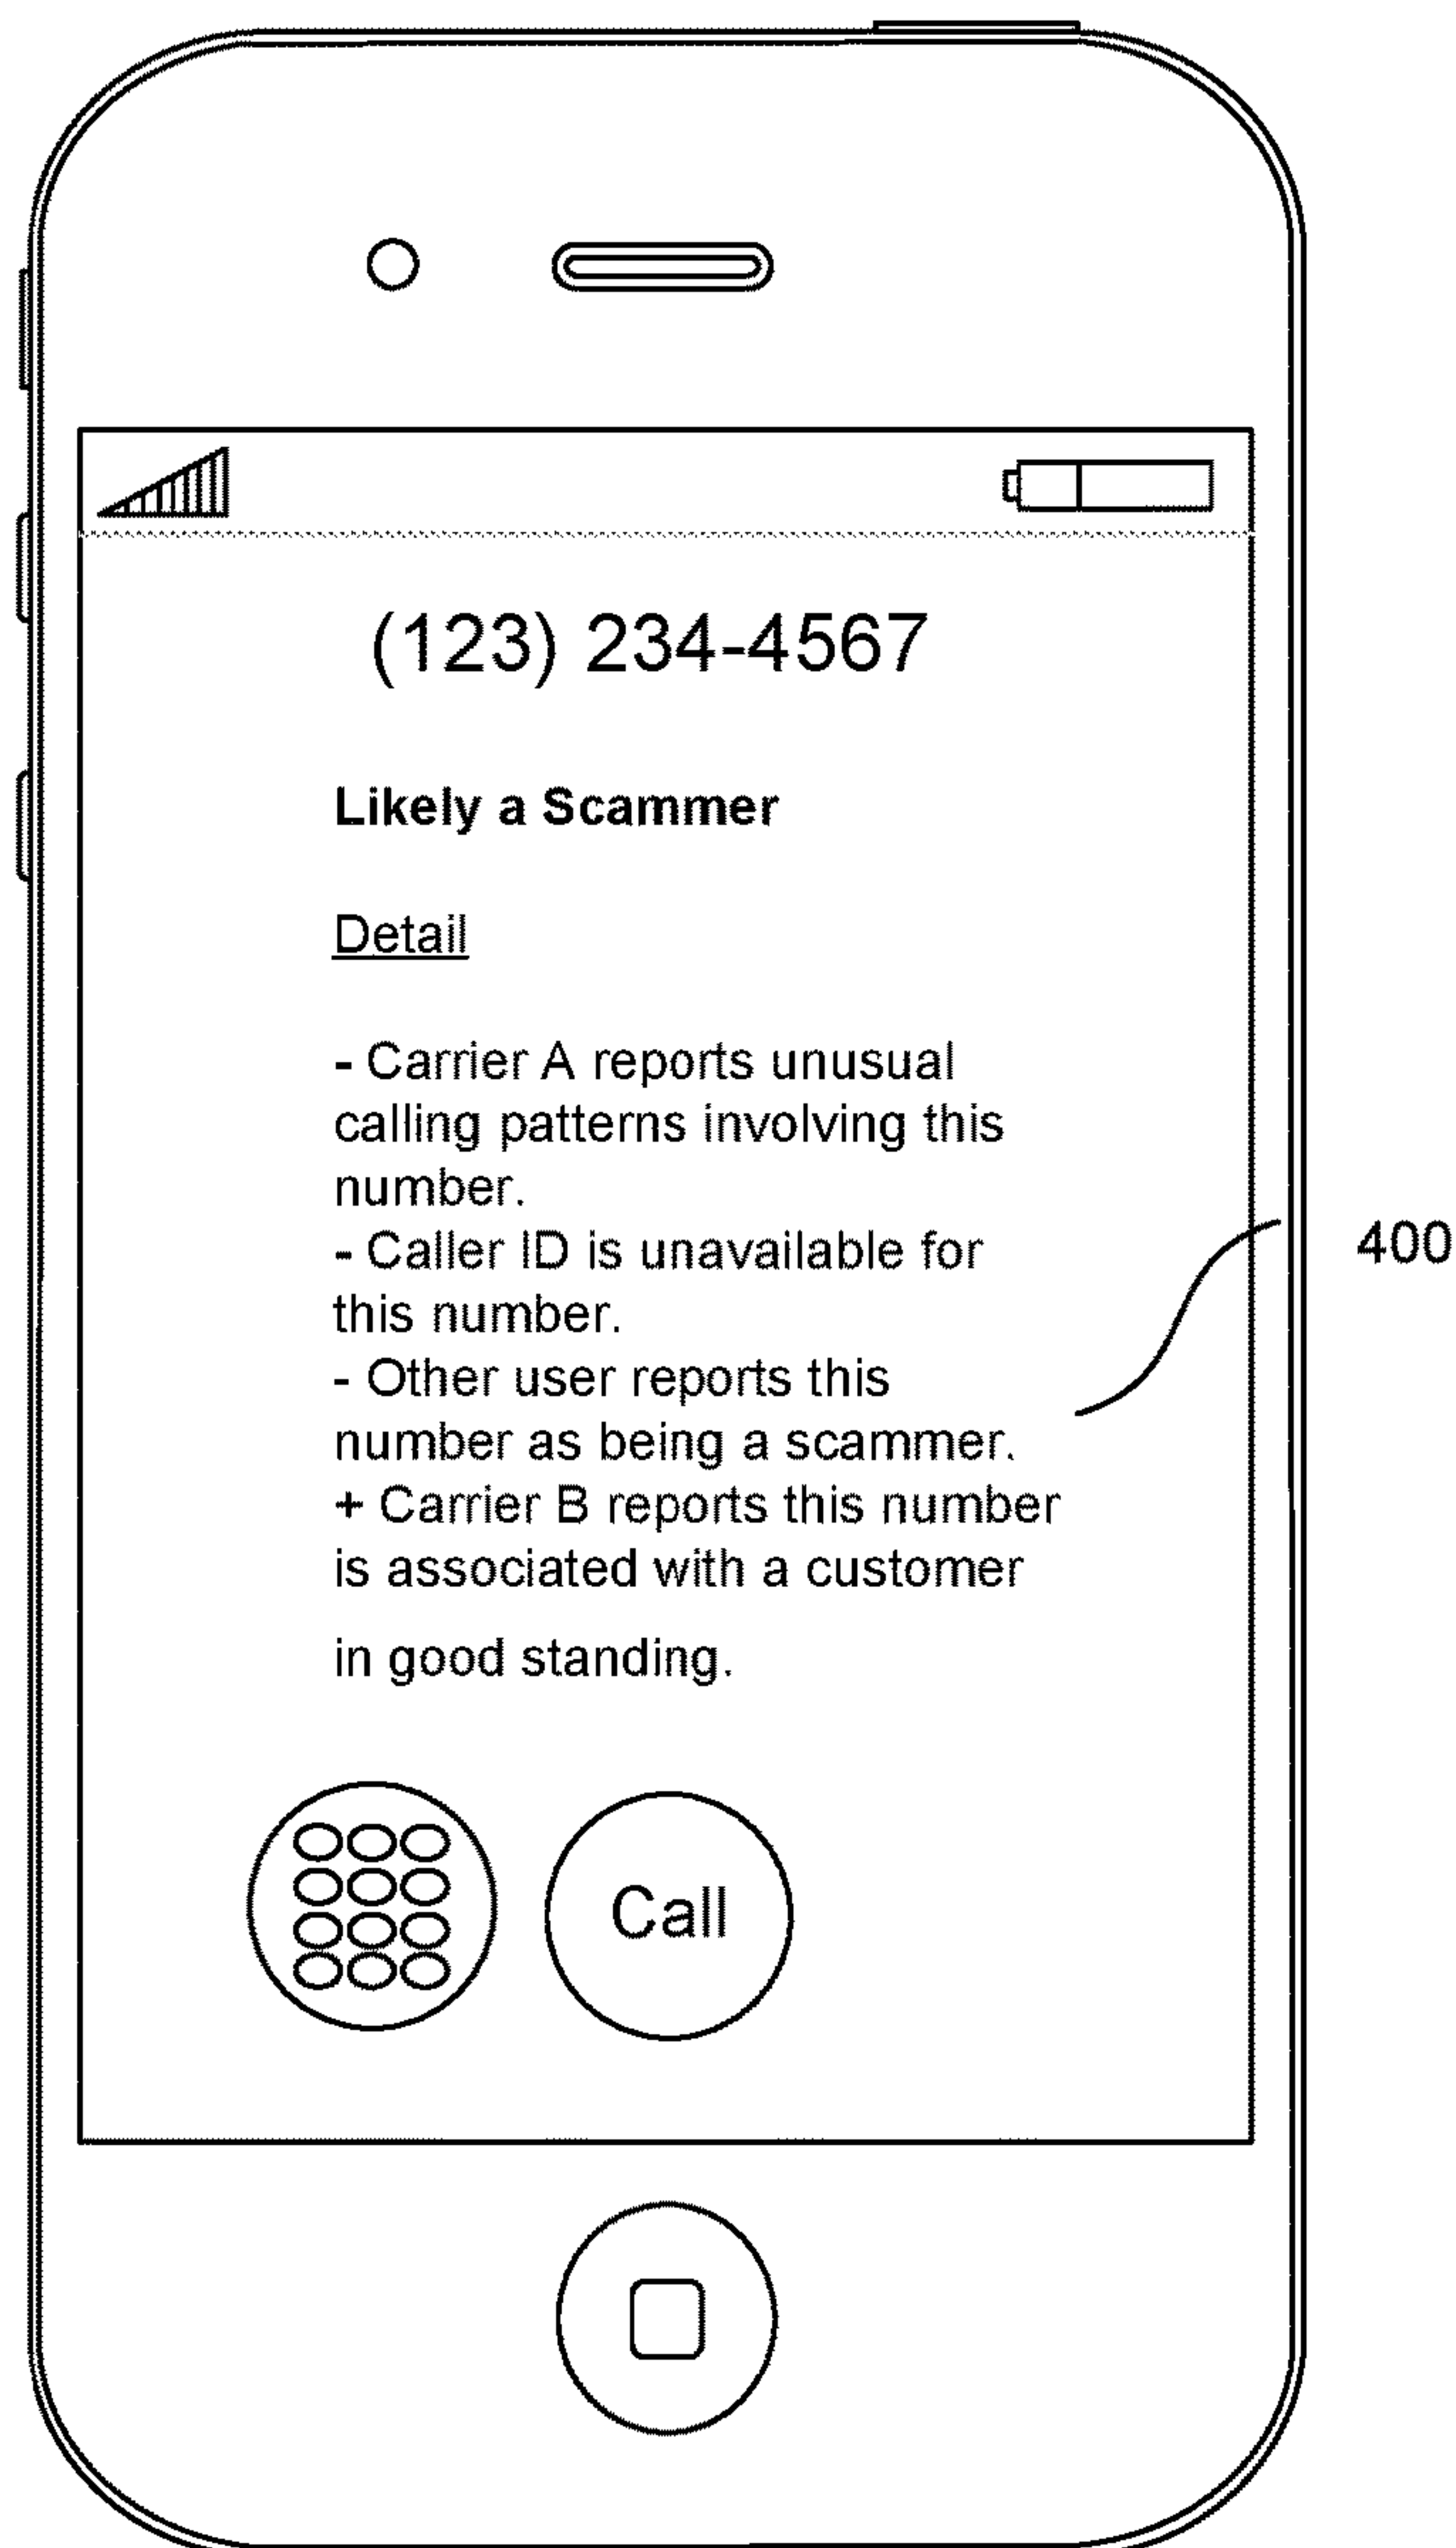 (123) 234-4567
Likely a Scammer
Detail
- Carrier A reports unusual
calling patterns involving this
number.
- Caller ID is unavailable for
this number.
- Other user reports this
number as being a scammer.
+ Carrier B reports this number
is associated with a customer
in good standing.
400
Call